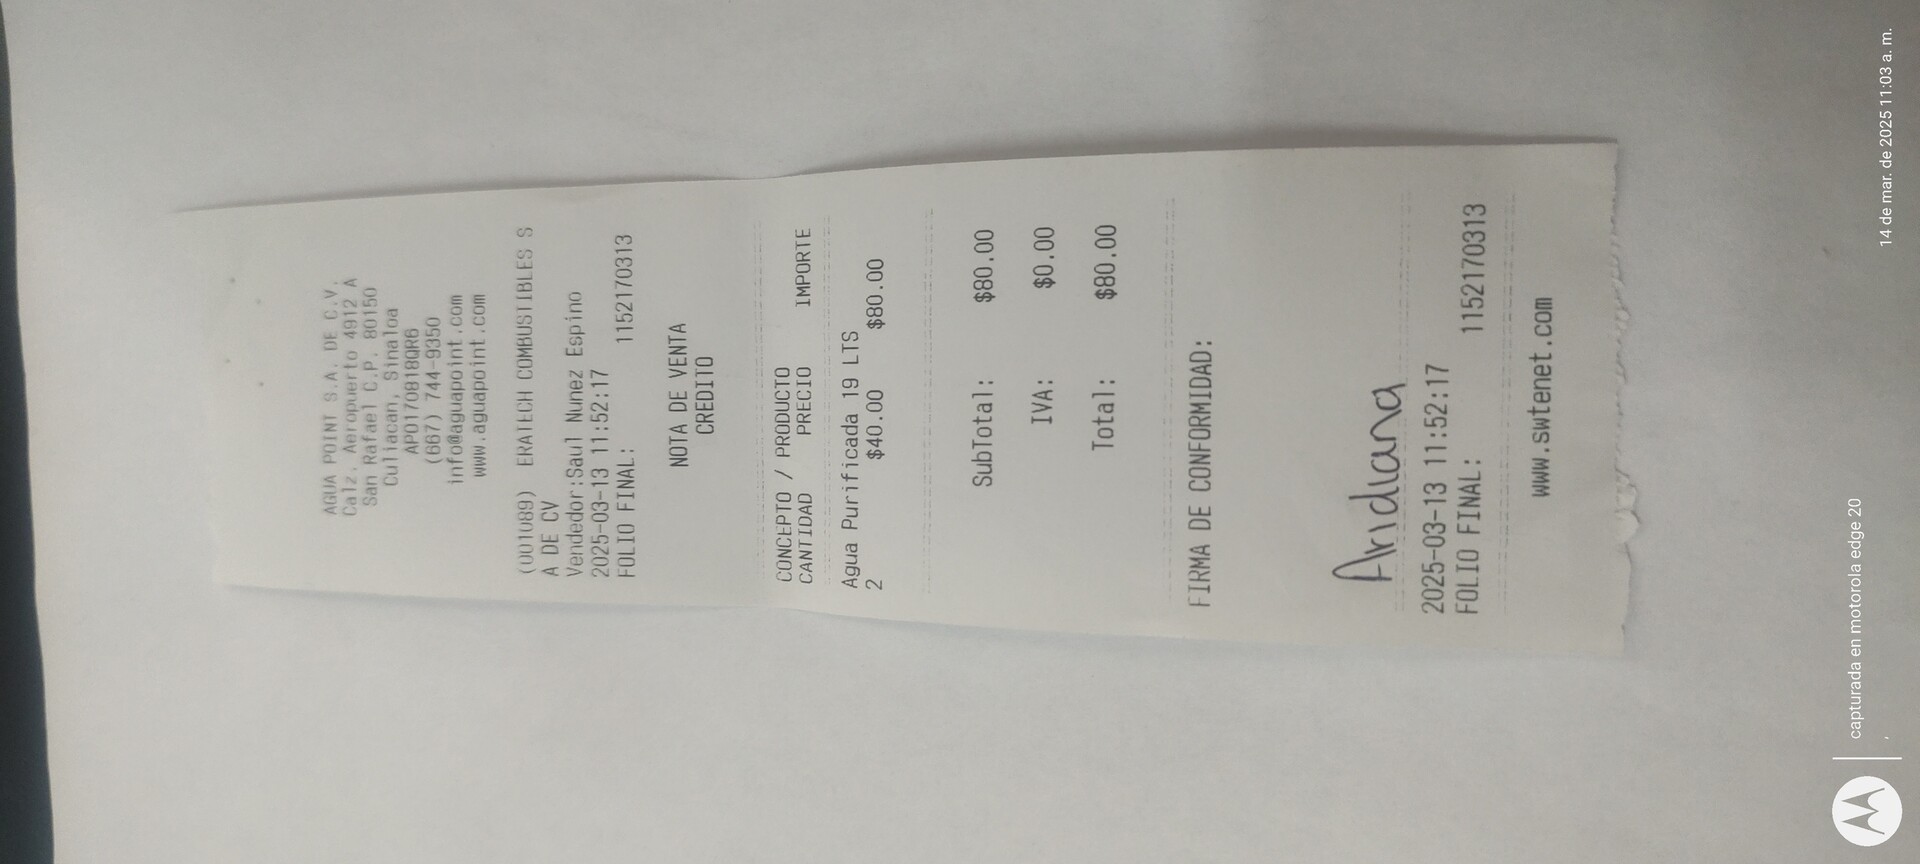 AGUA POINT S.A. DE C.V.
Calz. Aeropuerto 4912 A
San Rafael C.P. 80150
Culiacan, Sinaloa
APO170818QR6
(667) 744-9350
info@aguapoint.com
www.aguapoint.com
(001089) ERATECH COMBUSTIBLES S
A DE CV
Vendedor:Saul Nunez Espino
2025-03-13 11:52:17
FOLIO FINAL: 1152170313
NOTA DE VENTA
CREDITO
CONCEPTO / PRODUCTO
CANTIDAD PRECIO IMPORTE
Agua Purificada 19 LTS
2 $40.00 $80.00
SubTotal: $80.00
IVA: $0.00
Total: $80.00
FIRMA DE CONFORMIDAD:
Aridiana
2025-03-13 11:52:17
FOLIO FINAL: 1152170313
www.swtenet.com
capturada en motorola edge 20
,
14 de mar. de 2025 11:03 a. m.